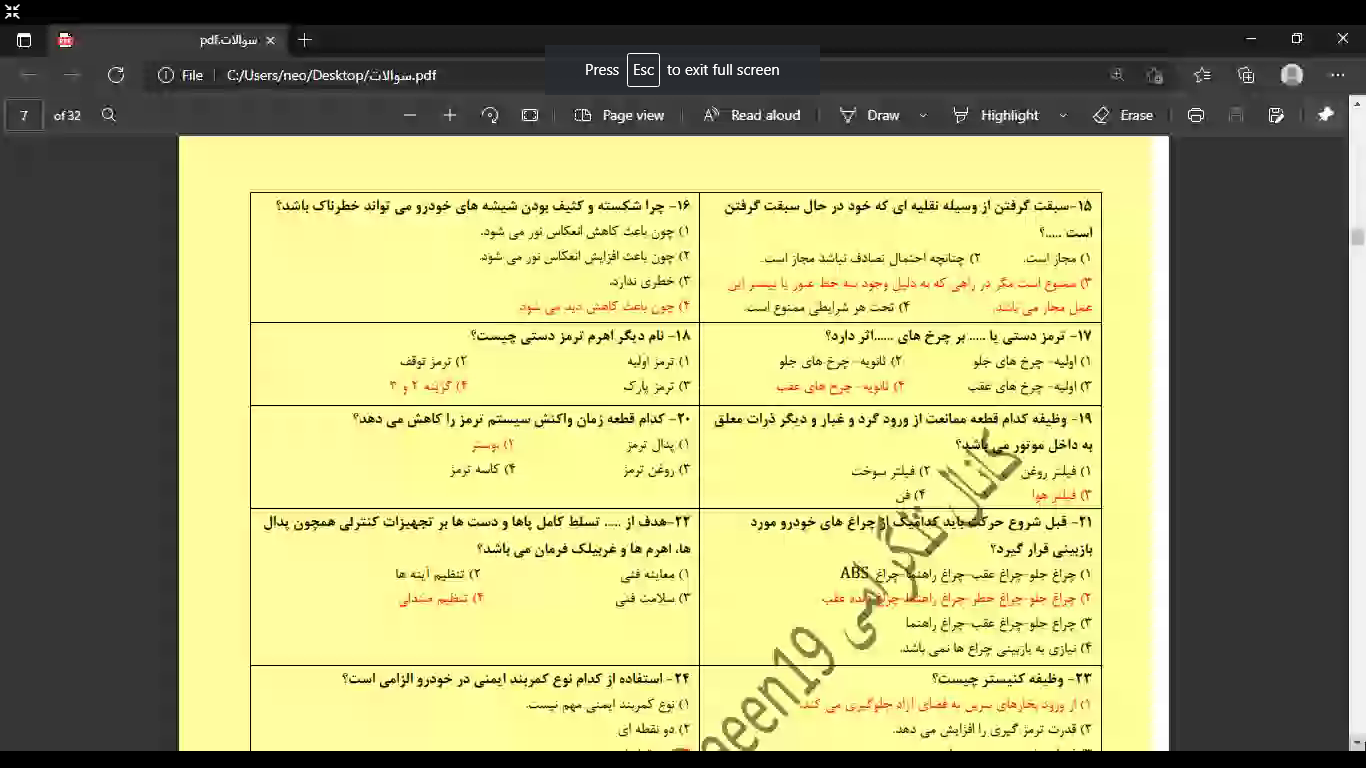 سوالات.pdf
Press Esc to exit full screen
File C:/Users/neo/Desktop/سوالات.pdf
7 of 32 Page view Read aloud Draw Highlight Erase
۱۵-سبقت گرفتن از وسیله نقلیه ای که خود در حال سبقت گرفتن
است .....؟
۱) مجاز است. ۲) چنانچه احتمال تصادف نباشد مجاز است.
۳) ممنوع است مگر در راهی که به دلیل وجود سه خط عبور یا بیشتر این
عمل مجاز می باشد. ۴) تحت هر شرایطی ممنوع است.
۱۶- چرا شکسته و کثیف بودن شیشه های خودرو می تواند خطرناک باشد؟
۱) چون باعث کاهش انعکاس نور می شود.
۲) چون باعث افزایش انعکاس نور می شود.
۳) خطری ندارد.
۴) چون باعث کاهش دید می شود.
۱۷- ترمز دستی یا ..... بر چرخ های ......اثر دارد؟
۱) اولیه- چرخ های جلو ۲) ثانویه-چرخ های جلو
۳) اولیه- چرخ های عقب ۴) ثانویه- چرخ های عقب
۱۸- نام دیگر اهرم ترمز دستی چیست؟
۱) ترمز اولیه ۲) ترمز توقف
۳) ترمز پارک ۴) گزینه ۲ و ۳
۱۹- وظیفه کدام قطعه ممانعت از ورود گرد و غبار و دیگر ذرات معلق
به داخل موتور می باشد؟
۱) فیلتر روغن ۲) فیلتر سوخت
۳) فیلتر هوا ۴) فن
۲۰- کدام قطعه زمان واکنش سیستم ترمز را کاهش می دهد؟
۱) پدال ترمز ۲) بوستر
۳) روغن ترمز ۴) کاسه ترمز
۲۱- قبل شروع حرکت باید کدامیک از چراغ های خودرو مورد
بازبینی قرار گیرد؟
۱) چراغ جلو-چراغ عقب-چراغ راهنما-چراغ ABS
۲) چراغ جلو-چراغ خطر-چراغ راهنما-چراغ دنده عقب
۳) چراغ جلو-چراغ عقب-چراغ راهنما
۴) نیازی به بازبینی چراغ ها نمی باشد.
۲۲-هدف از ..... تسلط کامل پاها و دست ها بر تجهیزات کنترلی همچون پدال
ها، اهرم ها و غربیلک فرمان می باشد؟
۱) معاینه فنی ۲) تنظیم آینه ها
۳) سلامت فنی ۴) تنظیم صندلی
۲۳- وظیفه کنیستر چیست؟
۱) از ورود بخارهای سربی به فضای آزاد جلوگیری می کند.
۲) قدرت ترمز گیری را افزایش می دهد.
۲۴- استفاده از کدام نوع کمربند ایمنی در خودرو الزامی است؟
۱) نوع کمربند ایمنی مهم نیست.
۲) دو نقطه ای
کانال تلگرامی
een19